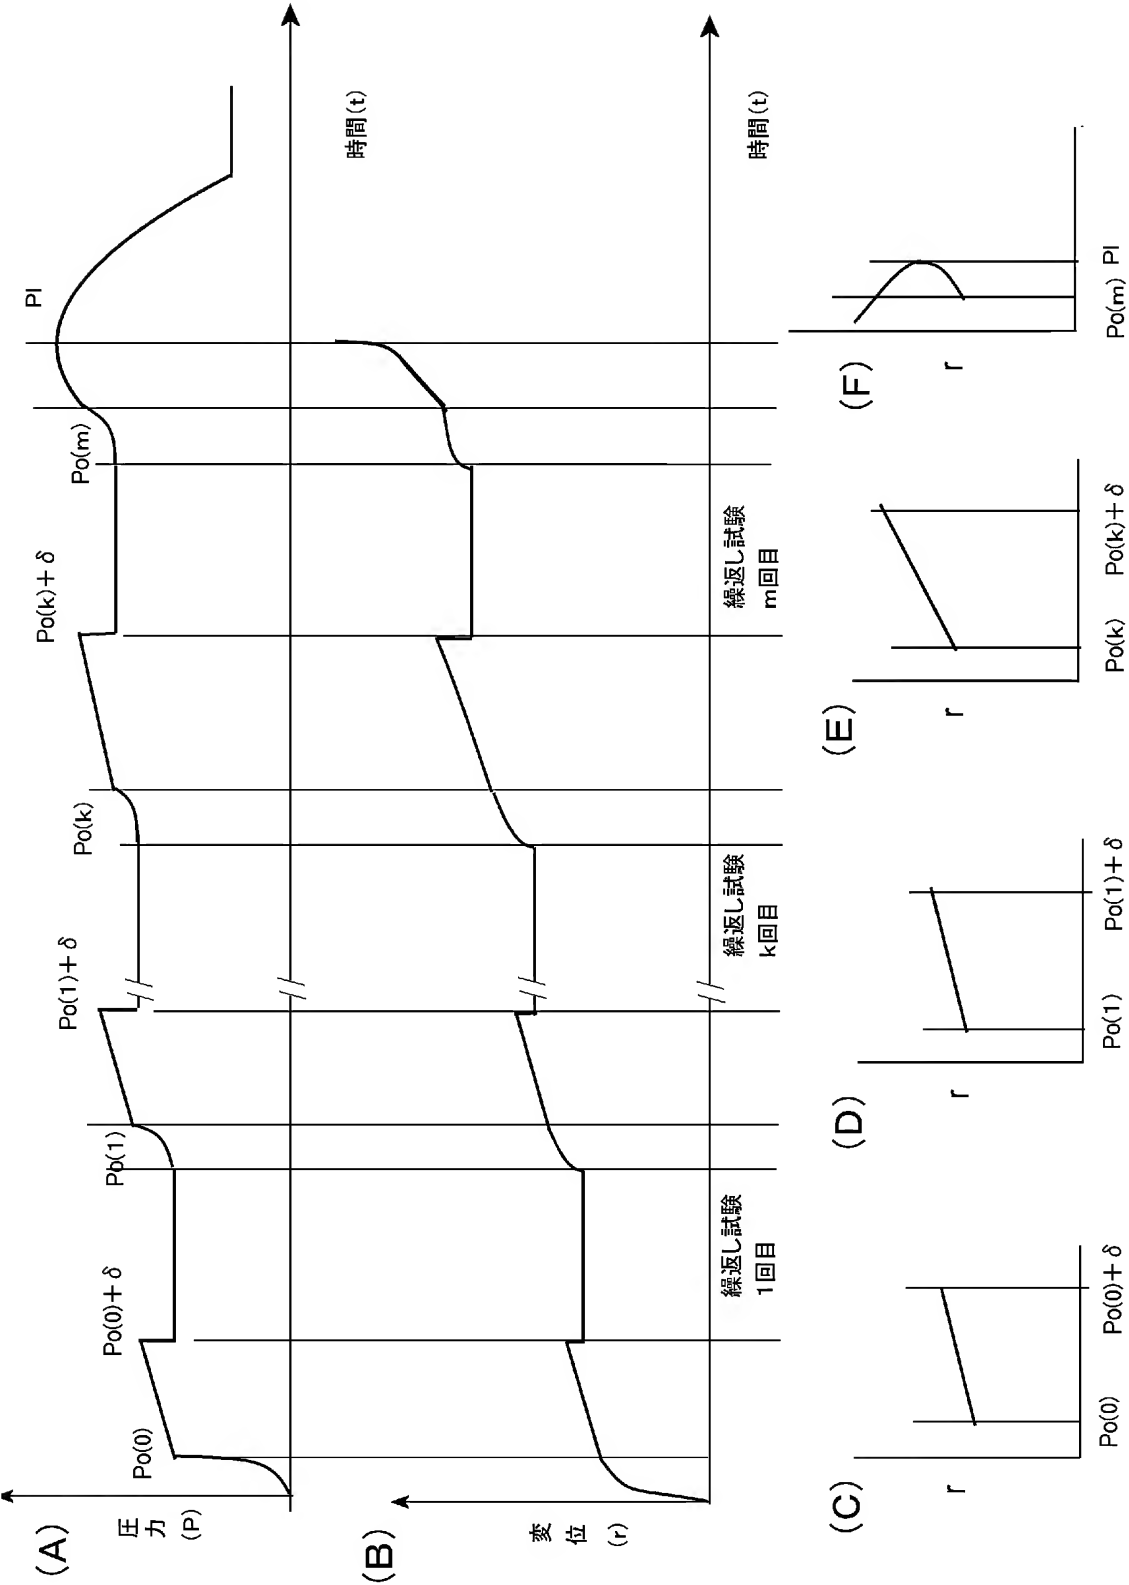 (A)
圧
力
(P)
Po(0)
Po(0)+δ
Po(1)
Po(1)+δ
Po(k)
Po(k)+δ
Po(m)
Pl
時間(t)
(B)
変
位
(r)
繰返し試験
1回目
繰返し試験
k回目
繰返し試験
m回目
時間(t)
(C)
r
Po(0)
Po(0)+δ
(D)
r
Po(1)
Po(1)+δ
(E)
r
Po(k)
Po(k)+δ
(F)
r
Po(m)
Pl